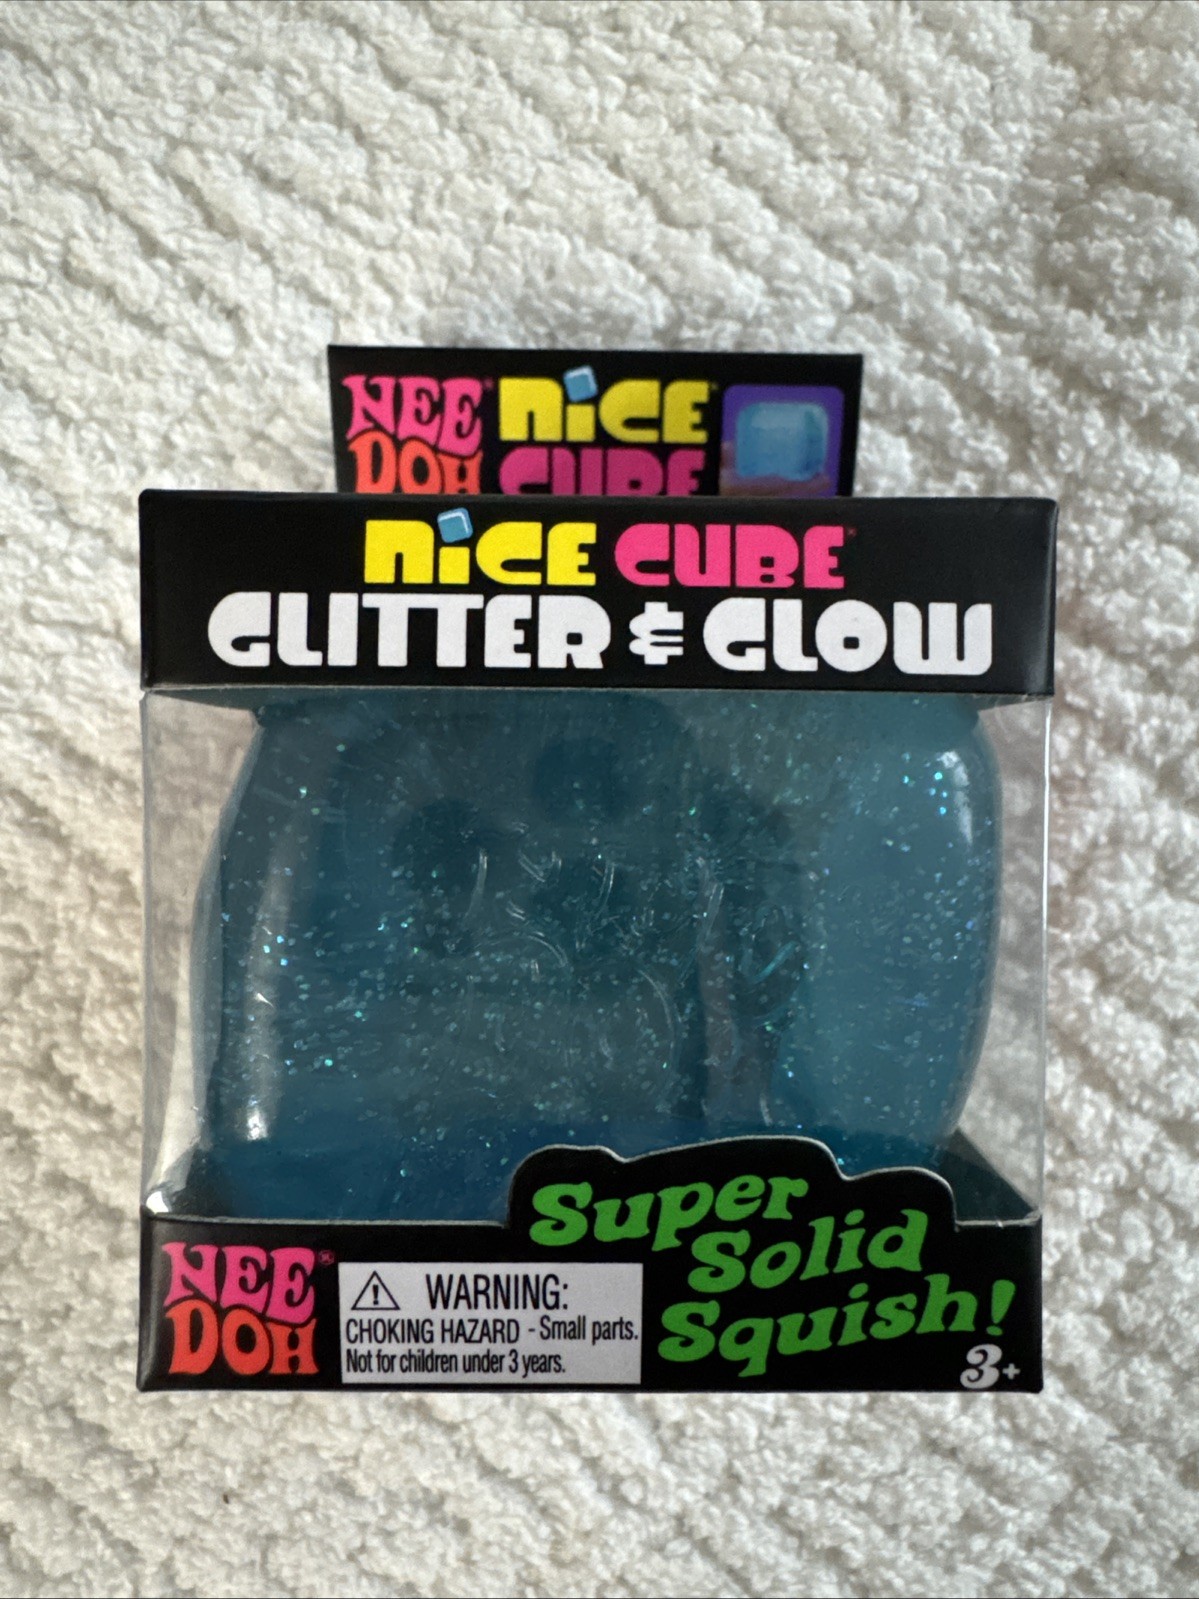 NEE
DOH
NICE
CUBE
NICE CUBE
GLITTER & GLOW
NEE
DOH
WARNING:
CHOKING HAZARD - Small parts.
Not for children under 3 years.
Super
Solid
Squish!
3+